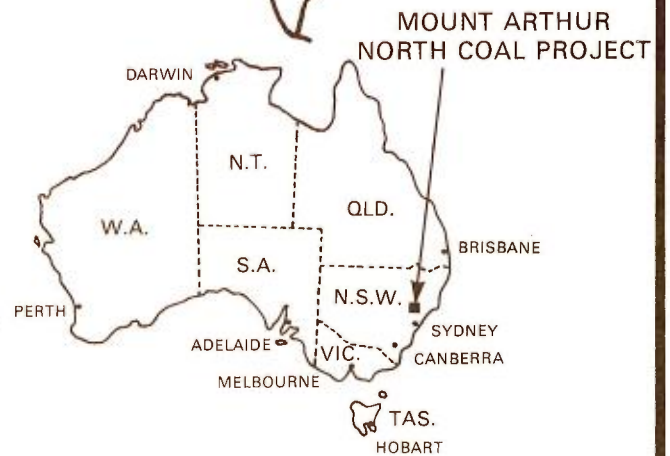 MOUNT ARTHUR
NORTH COAL PROJECT
DARWIN
N.T.
QLD.
W.A.
BRISBANE
S.A.
N.S.W.
PERTH
SYDNEY
ADELAIDE
VIC.
CANBERRA
MELBOURNE
TAS.
HOBART